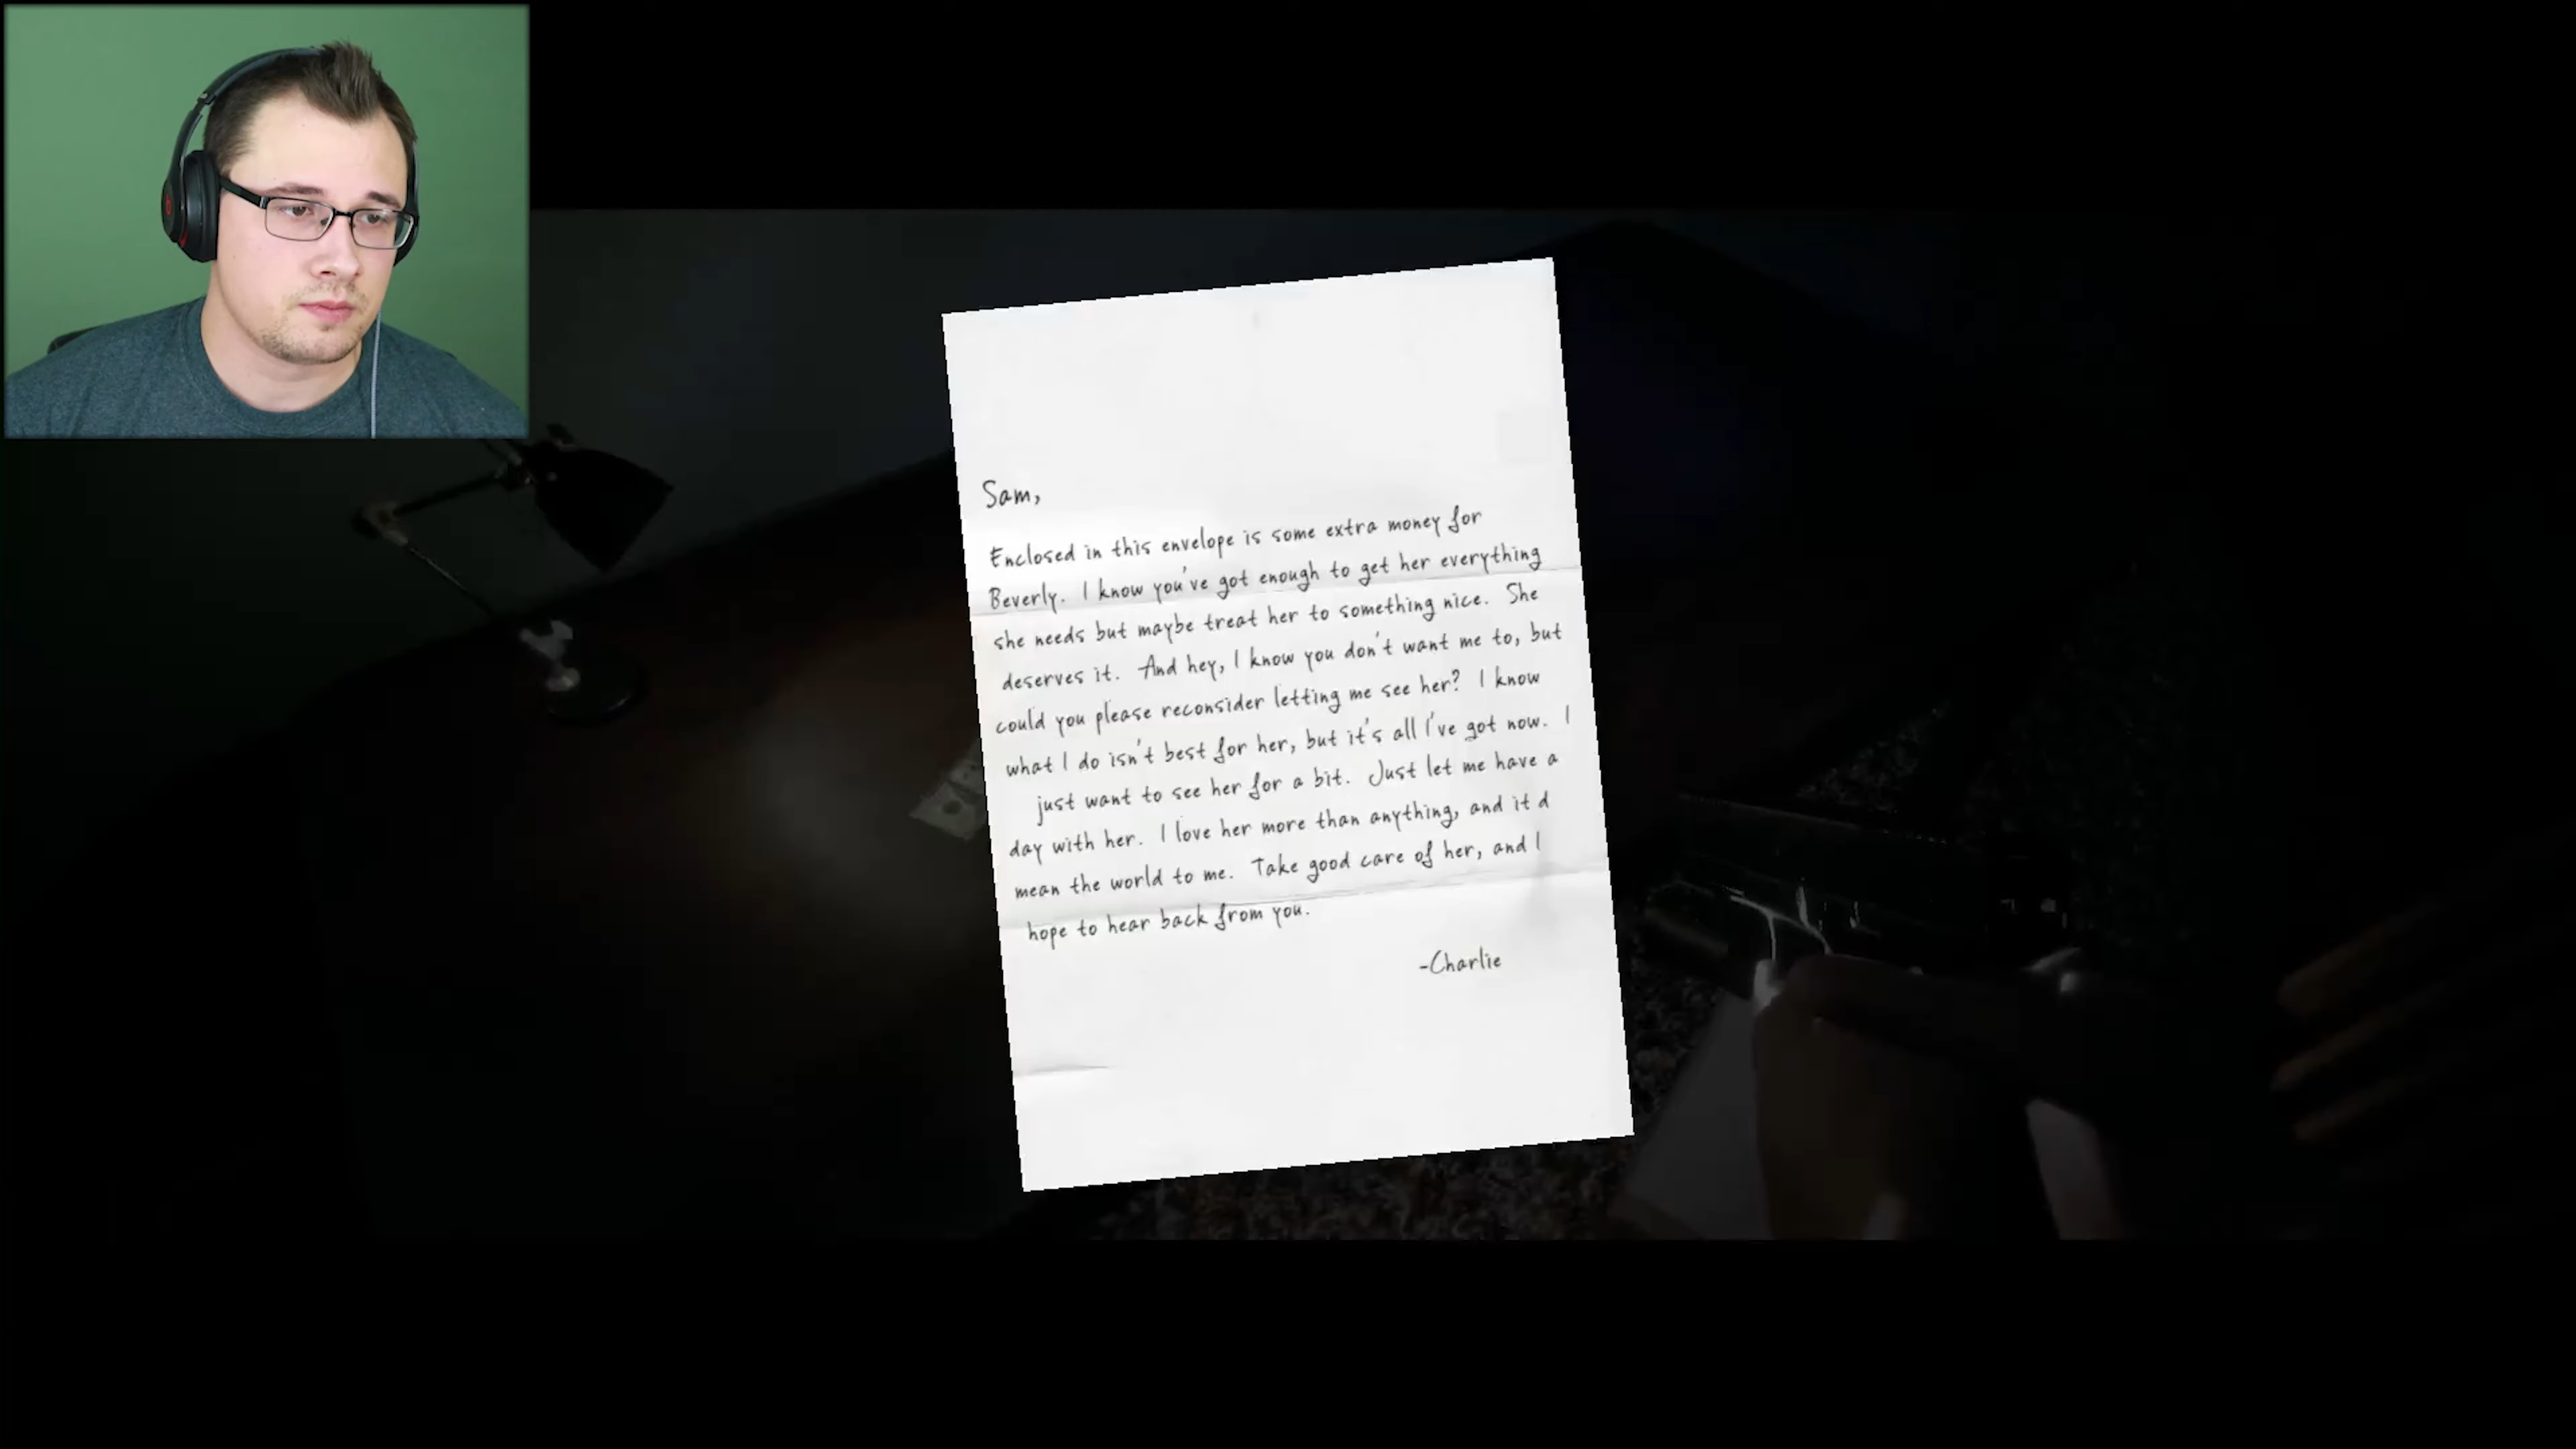 Sam,
Enclosed in this envelope is some extra money for
Beverly. I know you've got enough to get her everything
she needs but maybe treat her to something nice. She
deserves it. And hey, I know you don't want me to, but
could you please reconsider letting me see her? I know
what I do isn't best for her, but it's all I've got now. I
just want to see her for a bit. Just let me have a
day with her. I love her more than anything, and it d
mean the world to me. Take good care of her, and I
hope to hear back from you.
-Charlie